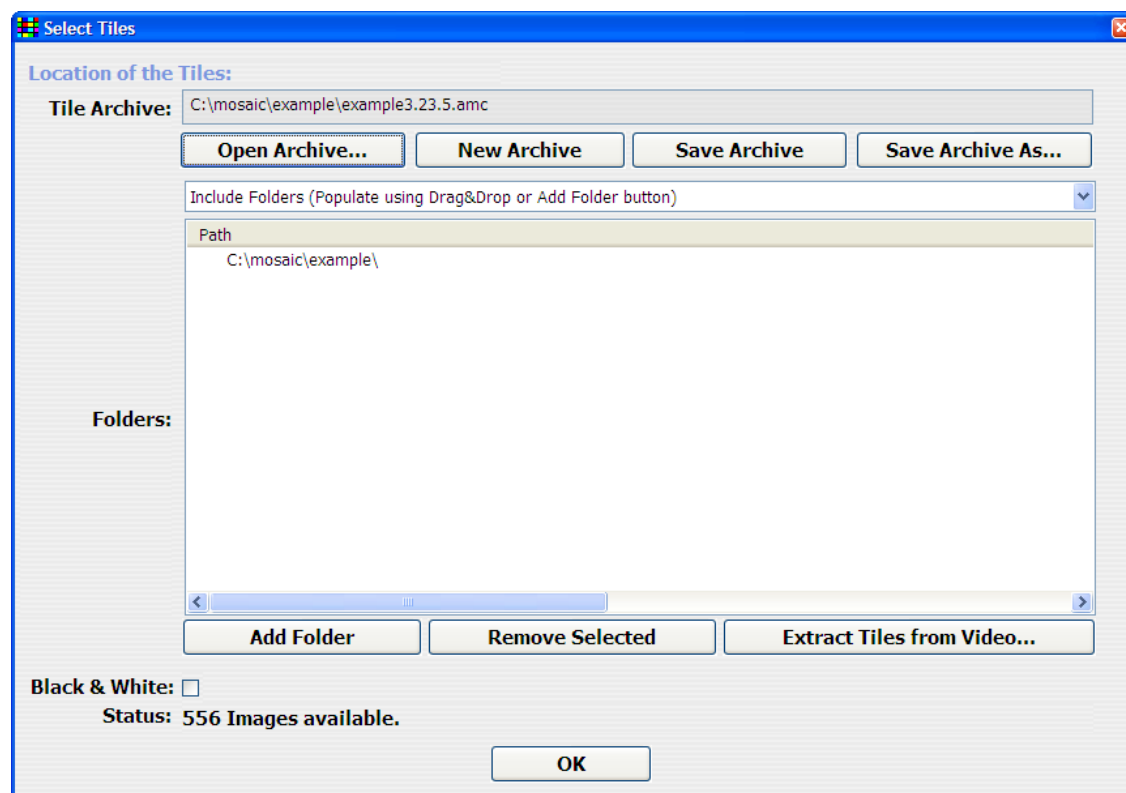 Select Tiles
Location of the Tiles:
Tile Archive: C:\mosaic\example\example3.23.5.amc
Open Archive... New Archive Save Archive Save Archive As...
Include Folders (Populate using Drag&Drop or Add Folder button)
Path
C:\mosaic\example\
Folders:
Add Folder Remove Selected Extract Tiles from Video...
Black & White:
Status: 556 Images available.
OK